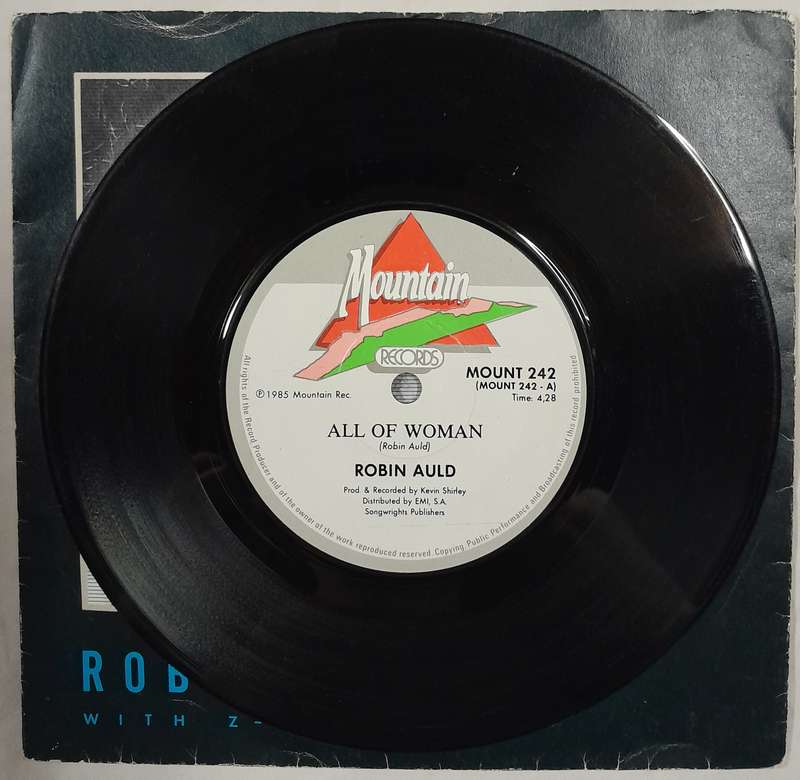 Mountain
RECORDS
MOUNT 242
(MOUNT 242 - A)
Time: 4,28
℗ 1985 Mountain Rec.
ALL OF WOMAN
(Robin Auld)
ROBIN AULD
Prod. & Recorded by Kevin Shirley
Distributed by EMI, S.A.
Songwrights Publishers
All rights of the Record Producer and of the owner of the work reproduced reserved. Copying, Public Performance and Broadcasting of this record prohibited.
ROB
WITH Z-